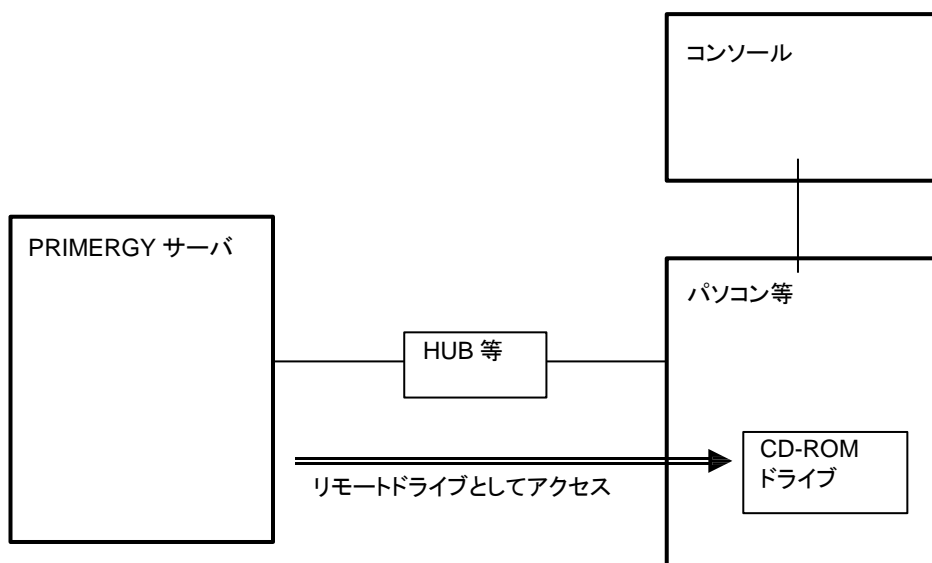 コンソール
PRIMERGY サーバ
パソコン等
HUB 等
CD-ROM
ドライブ
リモートドライブとしてアクセス